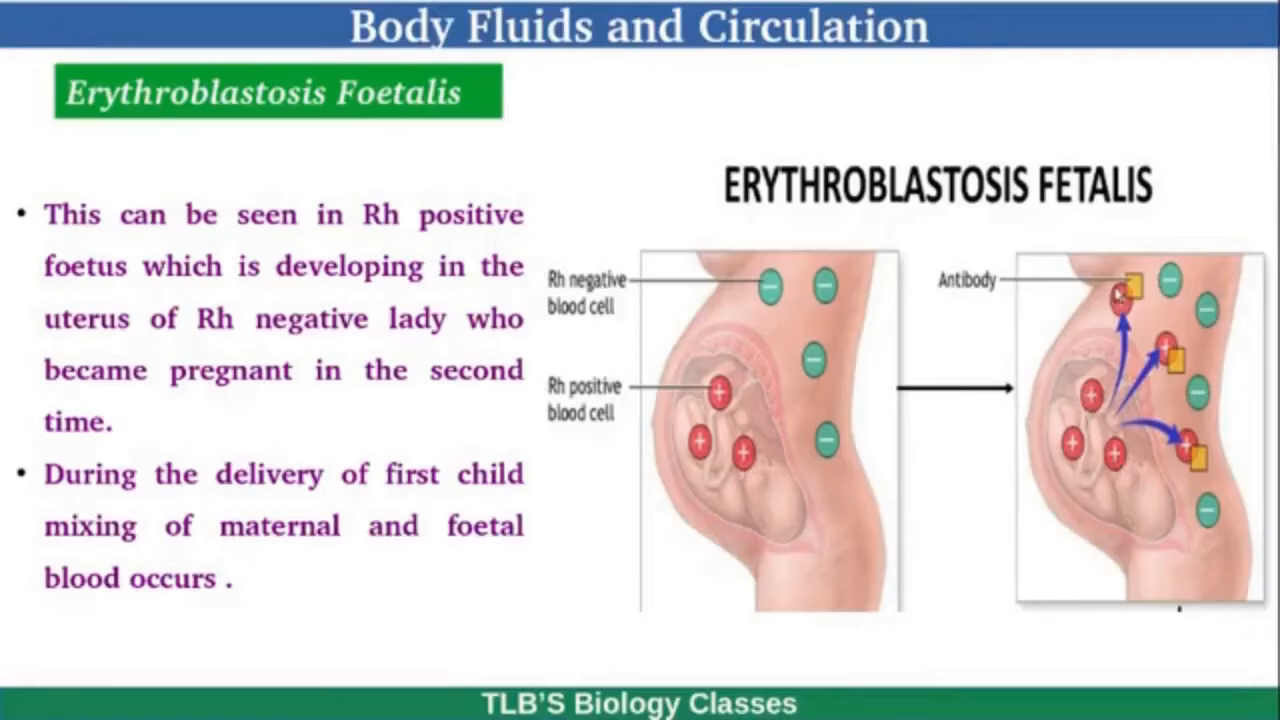 Body Fluids and Circulation
Erythroblastosis Foetalis
• This can be seen in Rh positive
foetus which is developing in the
uterus of Rh negative lady who
became pregnant in the second
time.
• During the delivery of first child
mixing of maternal and foetal
blood occurs .
ERYTHROBLASTOSIS FETALIS
Rh negative
blood cell
Rh positive
blood cell
Antibody
TLB'S Biology Classes